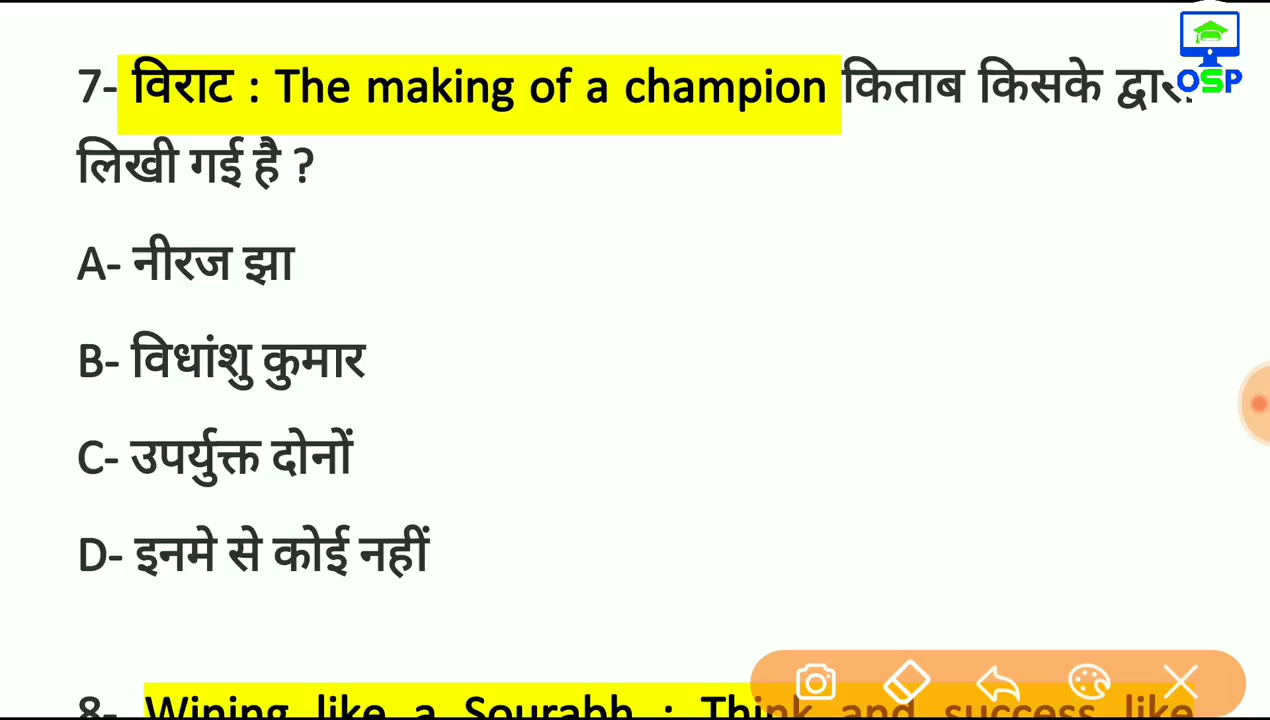 OSP
7- विराट : The making of a champion किताब किसके द्वारा
लिखी गई है ?
A- नीरज झा
B- विधांशु कुमार
C- उपर्युक्त दोनों
D- इनमे से कोई नहीं
8- Wining like a Sourabh : Think and success like